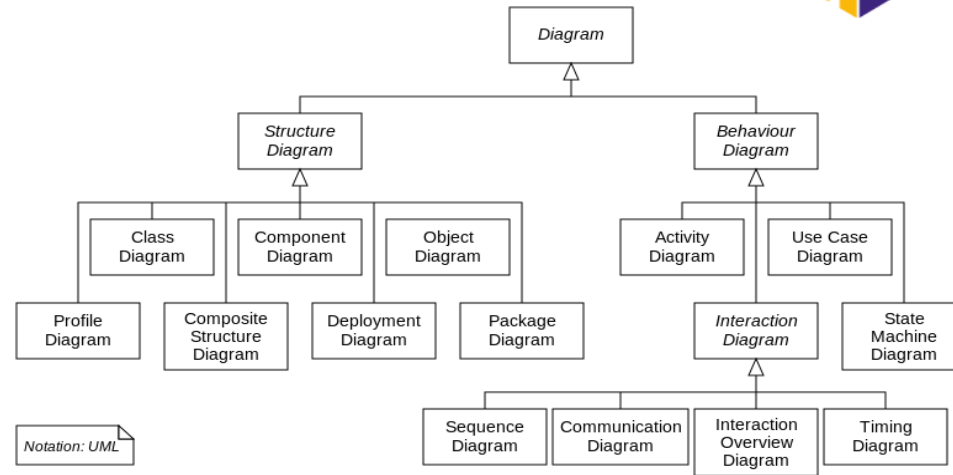 Diagram
Structure
Diagram
Behaviour
Diagram
Class
Diagram
Component
Diagram
Object
Diagram
Activity
Diagram
Use Case
Diagram
Profile
Diagram
Composite
Structure
Diagram
Deployment
Diagram
Package
Diagram
Interaction
Diagram
State
Machine
Diagram
Sequence
Diagram
Communication
Diagram
Interaction
Overview
Diagram
Timing
Diagram
Notation: UML